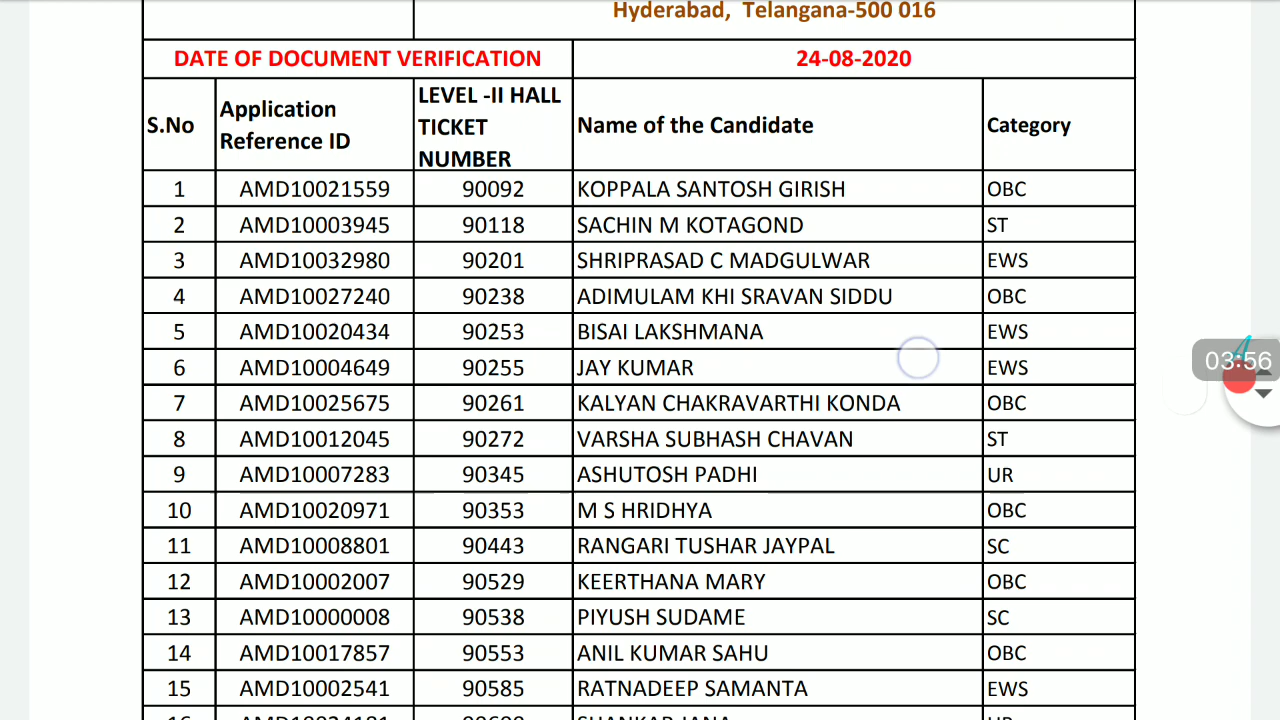 Hyderabad, Telangana-500 016
DATE OF DOCUMENT VERIFICATION 24-08-2020
S.No Application Reference ID LEVEL -II HALL TICKET NUMBER Name of the Candidate Category
1 AMD10021559 90092 KOPPALA SANTOSH GIRISH OBC
2 AMD10003945 90118 SACHIN M KOTAGOND ST
3 AMD10032980 90201 SHRIPRASAD C MADGULWAR EWS
4 AMD10027240 90238 ADIMULAM KHI SRAVAN SIDDU OBC
5 AMD10020434 90253 BISAI LAKSHMANA EWS
6 AMD10004649 90255 JAY KUMAR EWS
03:56
7 AMD10025675 90261 KALYAN CHAKRAVARTHI KONDA OBC
8 AMD10012045 90272 VARSHA SUBHASH CHAVAN ST
9 AMD10007283 90345 ASHUTOSH PADHI UR
10 AMD10020971 90353 M S HRIDHYA OBC
11 AMD10008801 90443 RANGARI TUSHAR JAYPAL SC
12 AMD10002007 90529 KEERTHANA MARY OBC
13 AMD10000008 90538 PIYUSH SUDAME SC
14 AMD10017857 90553 ANIL KUMAR SAHU OBC
15 AMD10002541 90585 RATNADEEP SAMANTA EWS